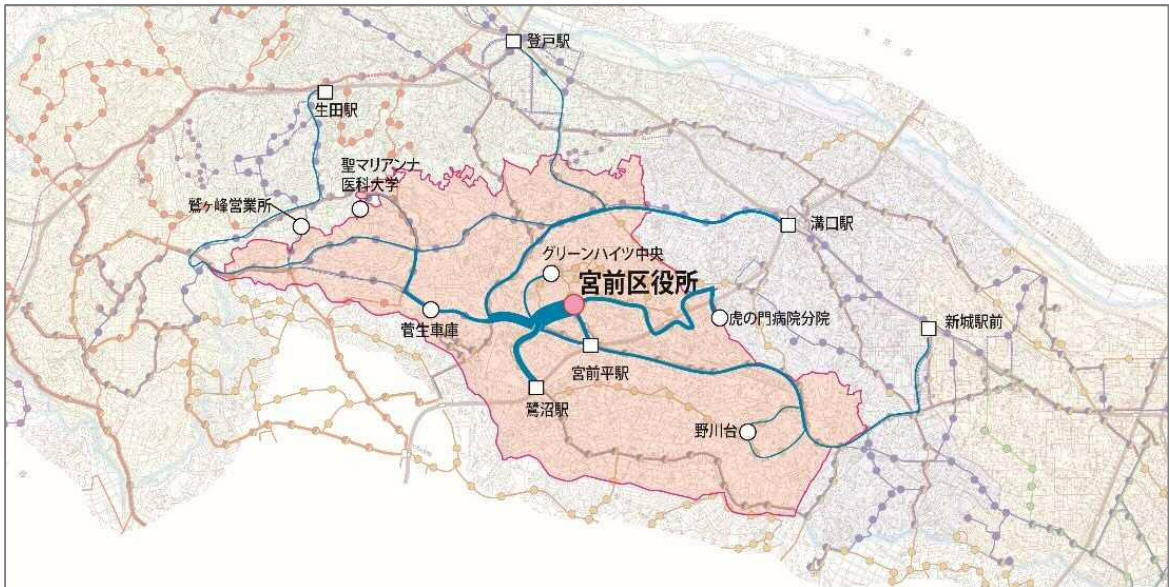 登戸駅
生田駅
聖マリアンナ
医科大学
鷲ヶ峰営業所
溝口駅
グリーンハイツ中央
宮前区役所
菅生車庫
虎の門病院分院
新城駅前
宮前平駅
鷺沼駅
野川台